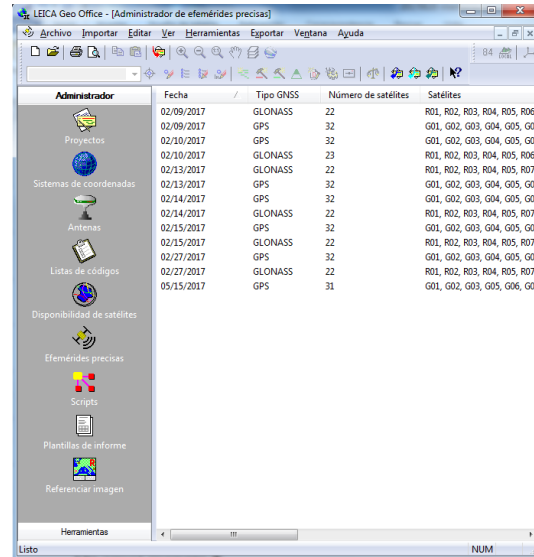 LEICA Geo Office - [Administrador de efemérides precisas]
Archivo Importar Editar Ver Herramientas Exportar Ventana Ayuda
84
Administrador
Proyectos
Sistemas de coordenadas
Antenas
Listas de códigos
Disponibilidad de satélites
Efemérides precisas
Scripts
Plantillas de informe
Referenciar imagen
Herramientas
Fecha Tipo GNSS Número de satélites Satélites
02/09/2017 GLONASS 22 R01, R02, R03, R04, R05, R06
02/09/2017 GPS 32 G01, G02, G03, G04, G05, G0
02/10/2017 GPS 32 G01, G02, G03, G04, G05, G0
02/10/2017 GLONASS 23 R01, R02, R03, R04, R05, R06
02/13/2017 GLONASS 22 R01, R02, R03, R04, R05, R07
02/13/2017 GPS 32 G01, G02, G03, G04, G05, G0
02/14/2017 GPS 32 G01, G02, G03, G04, G05, G0
02/14/2017 GLONASS 22 R01, R02, R03, R04, R05, R07
02/15/2017 GPS 32 G01, G02, G03, G04, G05, G0
02/15/2017 GLONASS 22 R01, R02, R03, R04, R05, R07
02/27/2017 GPS 32 G01, G02, G03, G04, G05, G0
02/27/2017 GLONASS 22 R01, R02, R03, R04, R05, R07
05/15/2017 GPS 31 G01, G02, G03, G05, G06, G0
Listo NUM